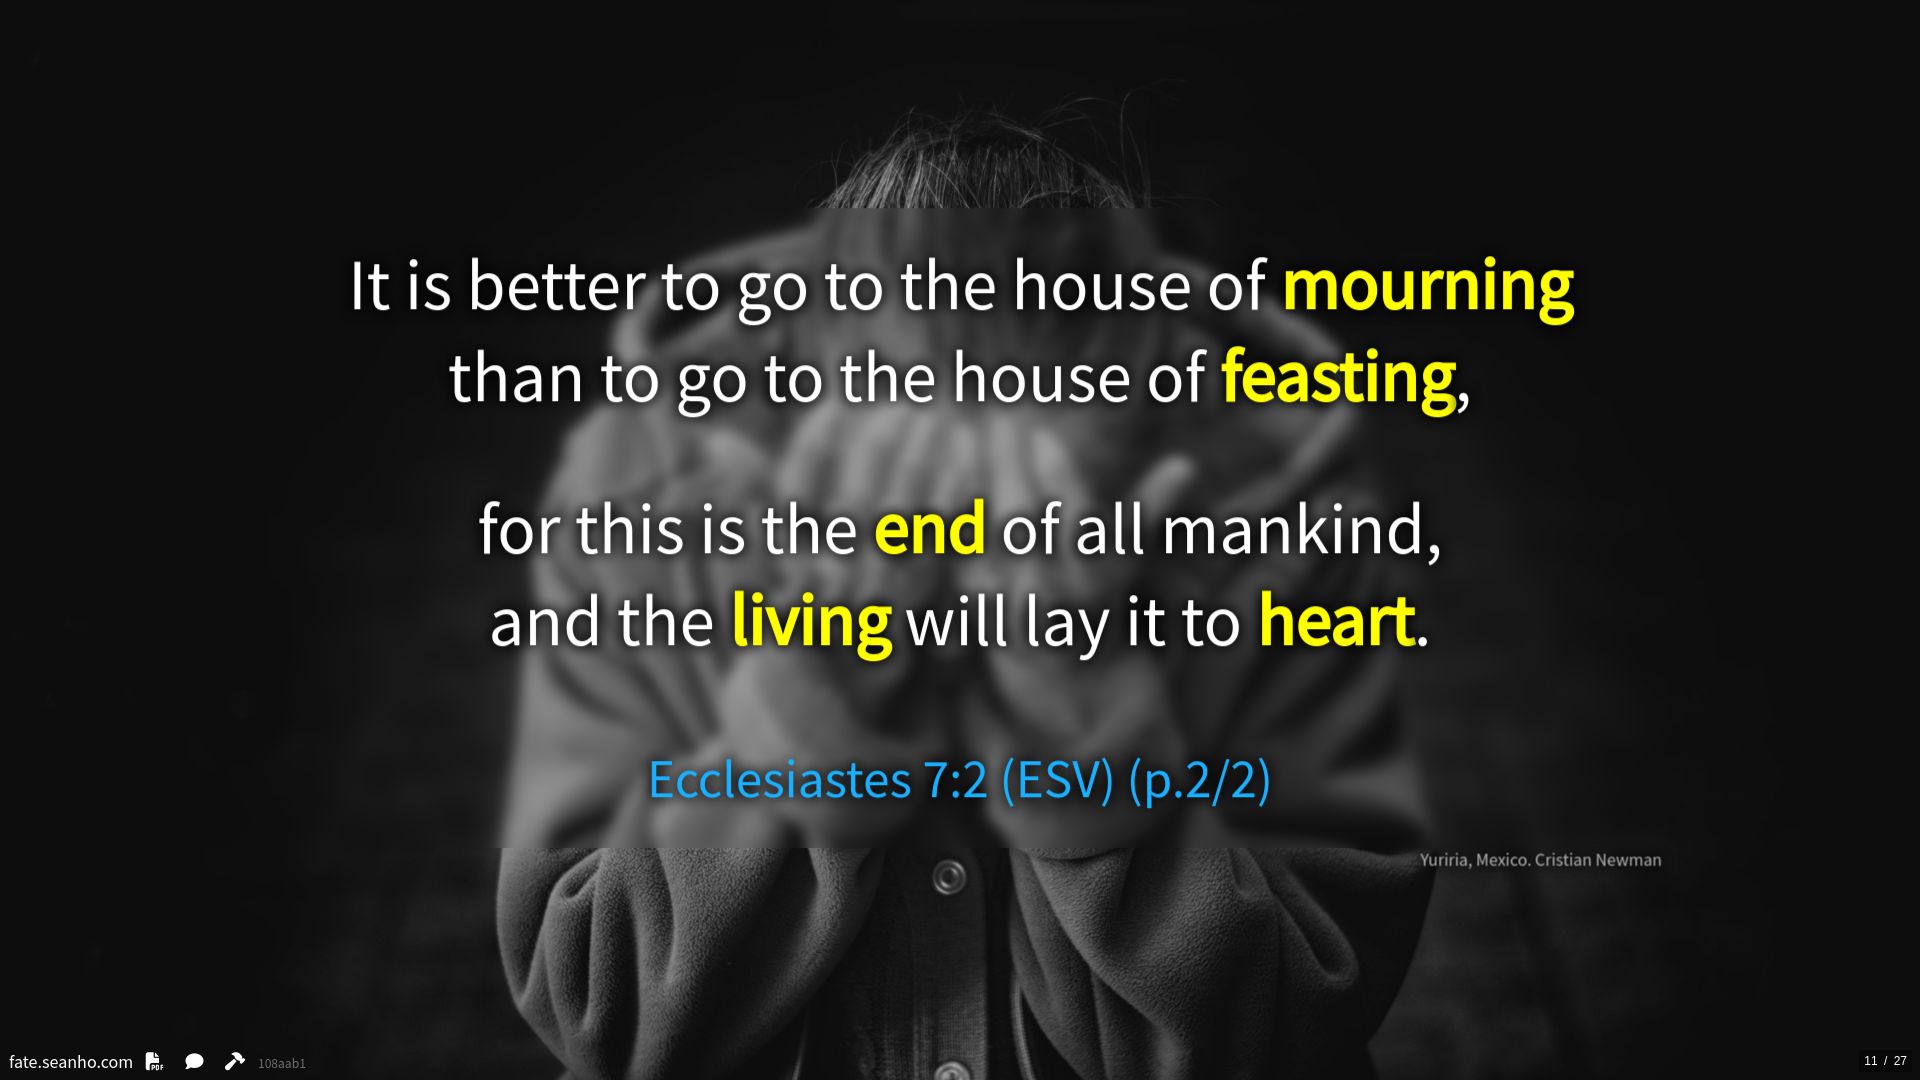 It is better to go to the house of mourning
than to go to the house of feasting,
for this is the end of all mankind,
and the living will lay it to heart.
Ecclesiastes 7:2 (ESV) (p.2/2)
Yuriria, Mexico. Cristian Newman
fate.seanho.com PDF 108aab1
11 / 27